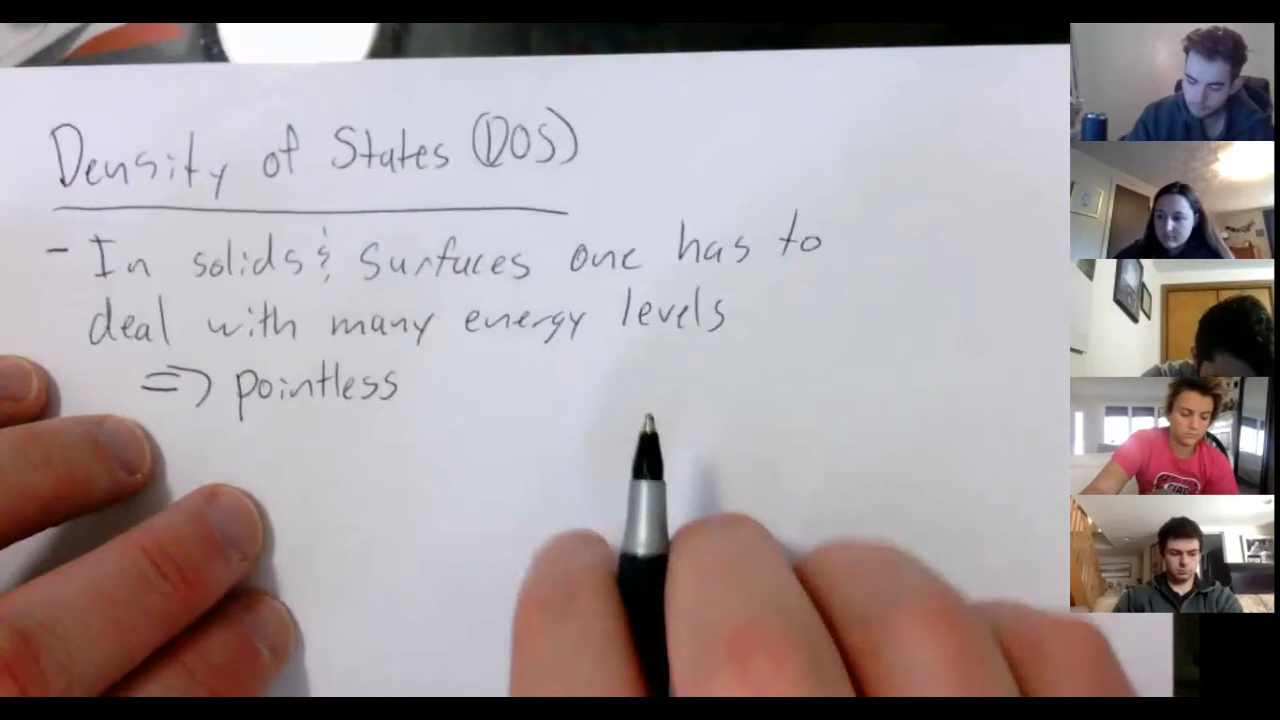 Density of States (DOS)
- In solids & surfaces one has to
deal with many energy levels
=> pointless